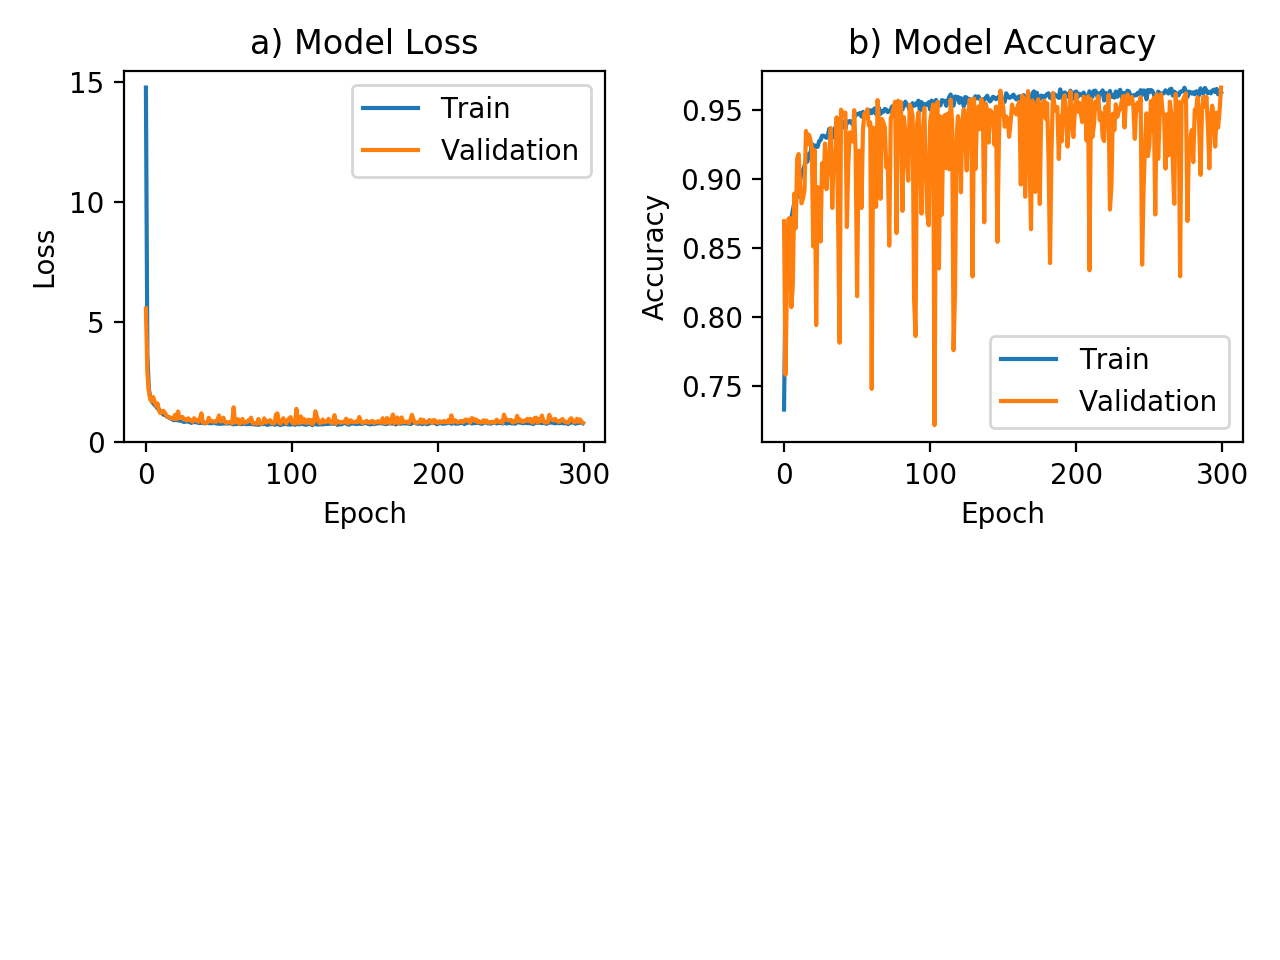 a) Model Loss
15
10
5
0
Loss
Train
Validation
0
100
200
300
Epoch
b) Model Accuracy
0.95
0.90
0.85
0.80
0.75
Accuracy
Train
Validation
0
100
200
300
Epoch